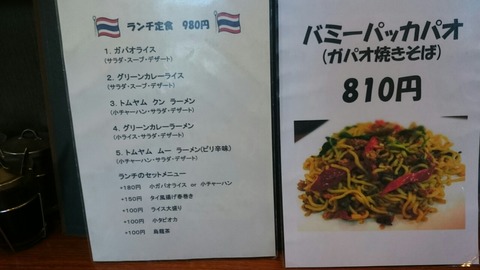 ランチ定食 980円
1. ガパオライス
(サラダ・スープ・デザート)
2. グリーンカレーライス
(サラダ・スープ・デザート)
3. トムヤム クン ラーメン
(小チャーハン・サラダ・デザート)
4. グリーンカレーラーメン
(小ライス・サラダ・デザート)
5. トムヤム ムー ラーメン(ピリ辛味)
(小チャーハン・サラダ・デザート)
ランチのセットメニュー
+180円 小ガパオライス or 小チャーハン
+150円 タイ風揚げ春巻き
+100円 ライス大盛り
+100円 小タピオカ
+100円 烏龍茶
バミーパッカパオ
(ガパオ焼きそば)
810円